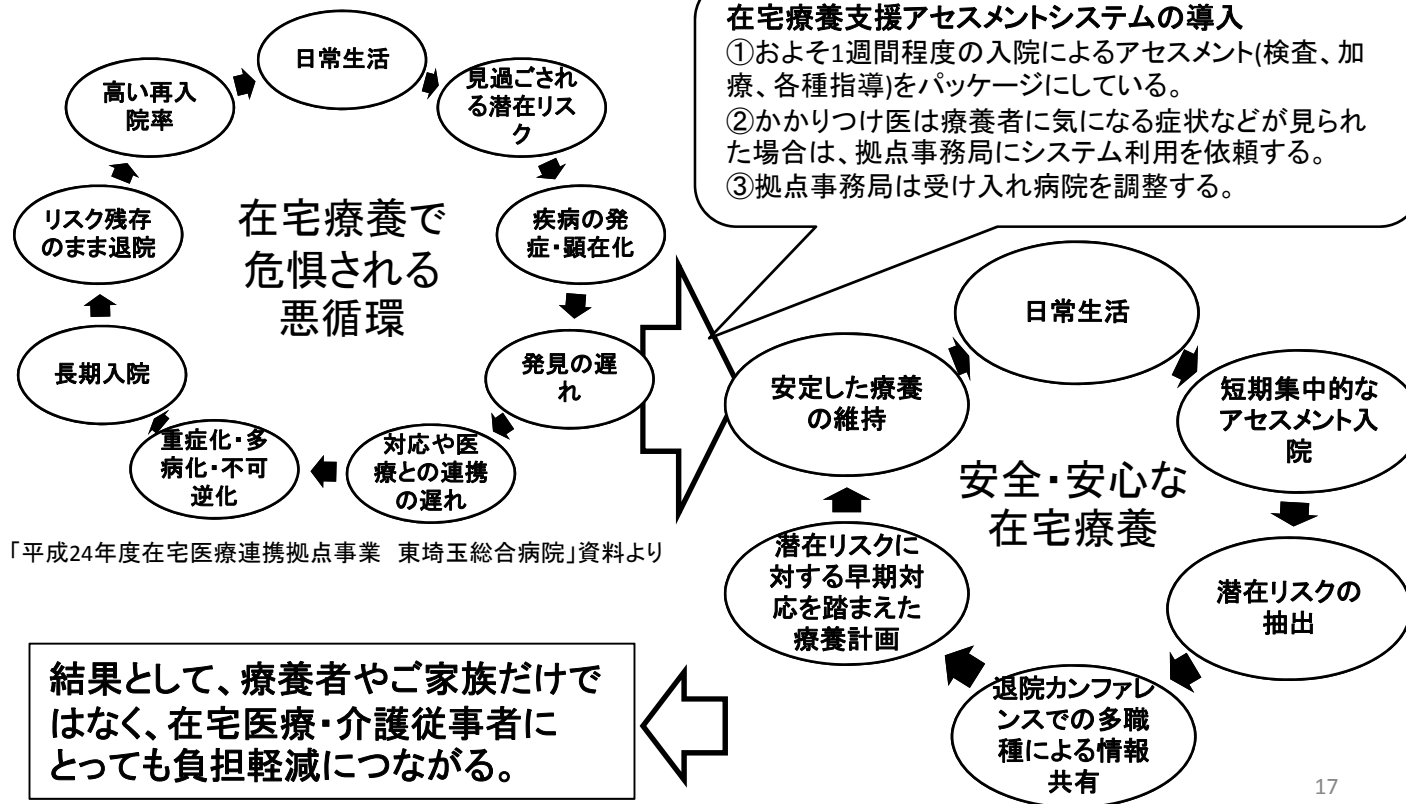 日常生活
見過ごされ
る潜在リス
ク
疾病の発
症・顕在化
発見の遅
れ
対応や医
療との連携
の遅れ
重症化・多
病化・不可
逆化
長期入院
リスク残存
のまま退院
高い再入
院率
在宅療養で
危惧される
悪循環
「平成24年度在宅医療連携拠点事業　東埼玉総合病院」資料より
在宅療養支援アセスメントシステムの導入
①およそ1週間程度の入院によるアセスメント(検査、加
療、各種指導)をパッケージにしている。
②かかりつけ医は療養者に気になる症状などが見られ
た場合は、拠点事務局にシステム利用を依頼する。
③拠点事務局は受け入れ病院を調整する。
日常生活
短期集中的な
アセスメント入
院
潜在リスクの
抽出
退院カンファレ
ンスでの多職
種による情報
共有
潜在リスクに
対する早期対
応を踏まえた
療養計画
安定した療養
の維持
安全・安心な
在宅療養
結果として、療養者やご家族だけで
はなく、在宅医療・介護従事者に
とっても負担軽減につながる。
17